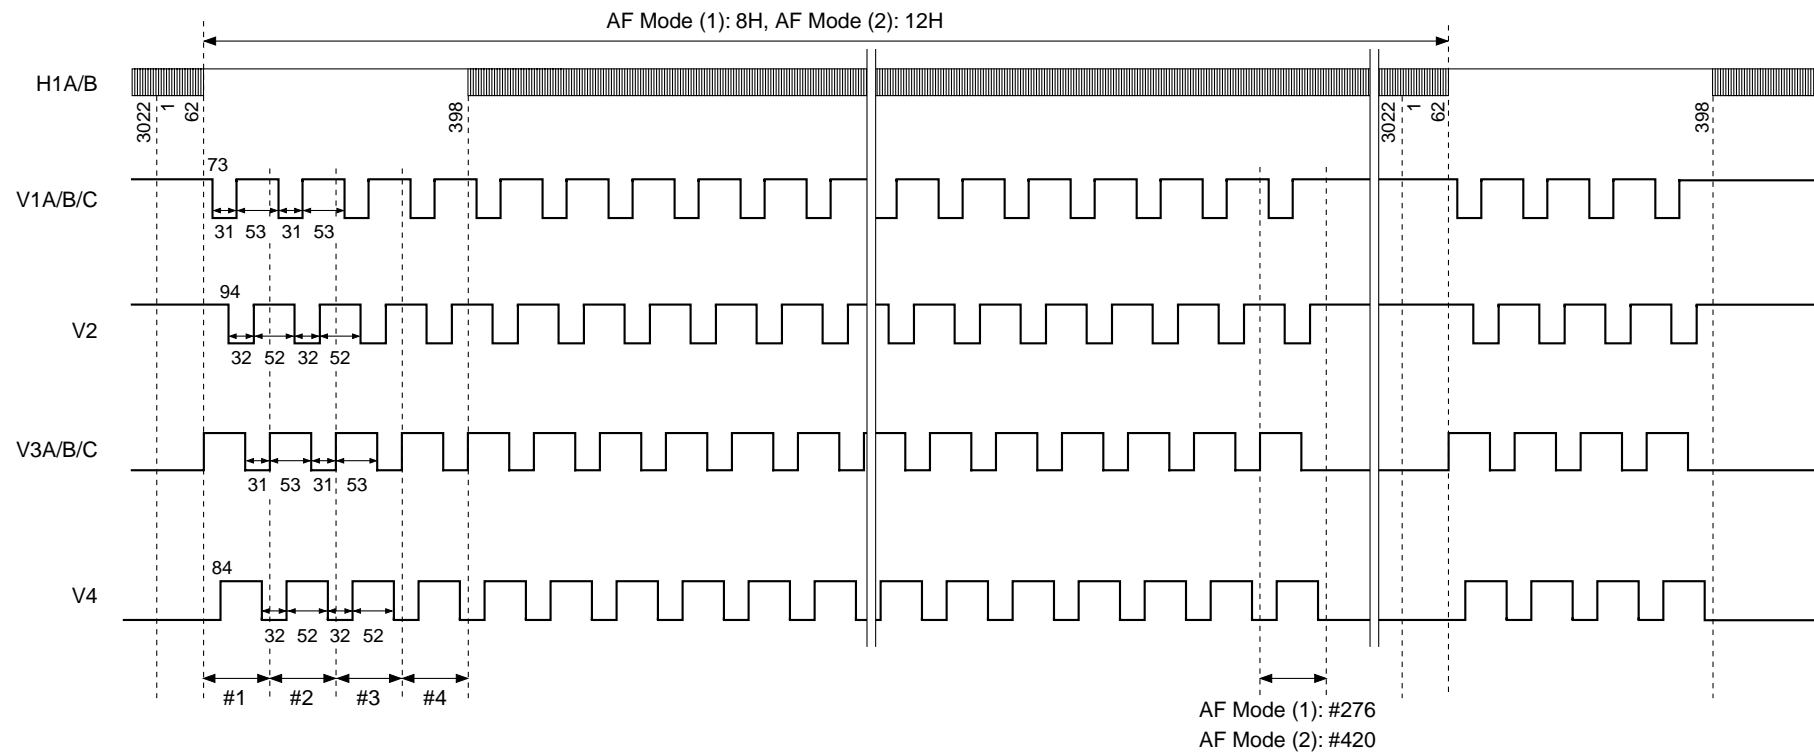 AF Mode (1): 8H, AF Mode (2): 12H
H1A/B
3022
1
62
398
3022
1
62
398
73
V1A/B/C
31 53 31 53
94
V2
32 52 32 52
V3A/B/C
31 53 31 53
84
V4
32 52 32 52
#1 #2 #3 #4
AF Mode (1): #276
AF Mode (2): #420